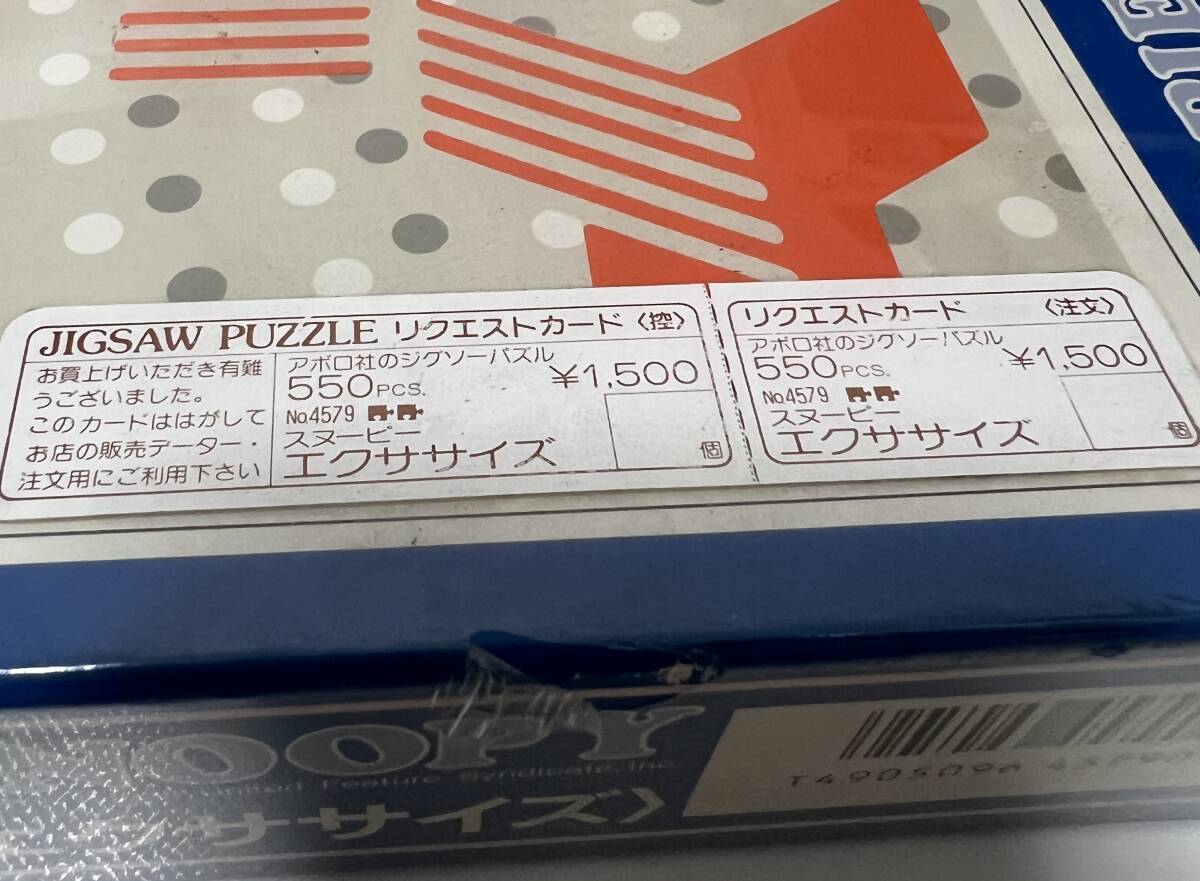 JIGSAW PUZZLE リクエストカード〈控〉
お買上げいただき有難
うございました。
このカードははがして
お店の販売データー・
注文用にご利用下さい
アポロ社のジグソーパズル
550PCS. ¥1,500
No.4579
スヌーピー
エクササイズ
個
リクエストカード 〈注文〉
アポロ社のジグソーパズル
550PCS. ¥1,500
No.4579
スヌーピー
エクササイズ
個
OOPY
United Feature Syndicate, Inc
ササイズ〉